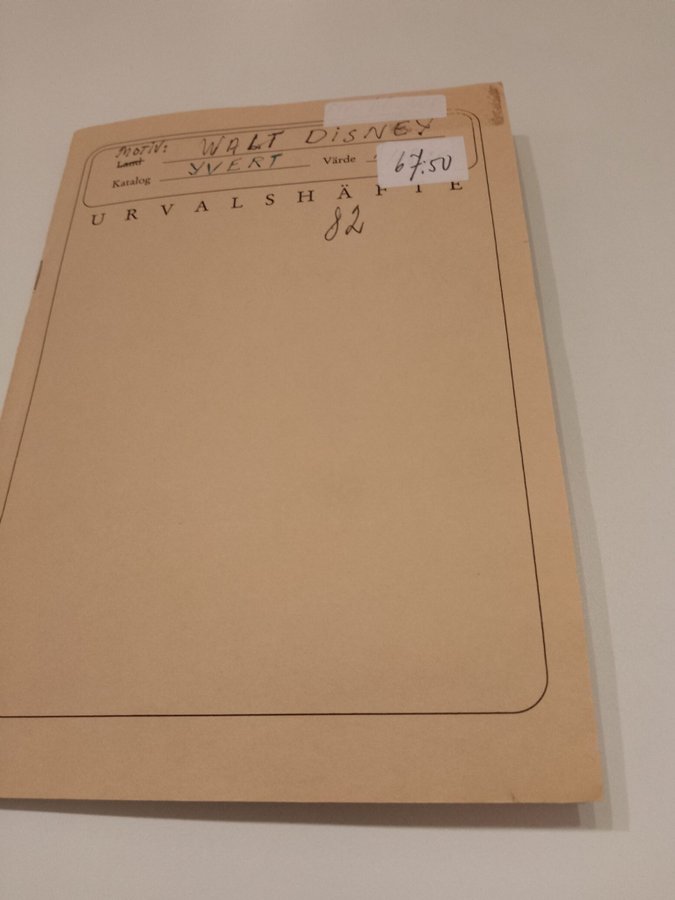 MOTIV: WALT DISNEY
Land
Katalog YVERT Värde 67:50
URVALSHÄFTE
82